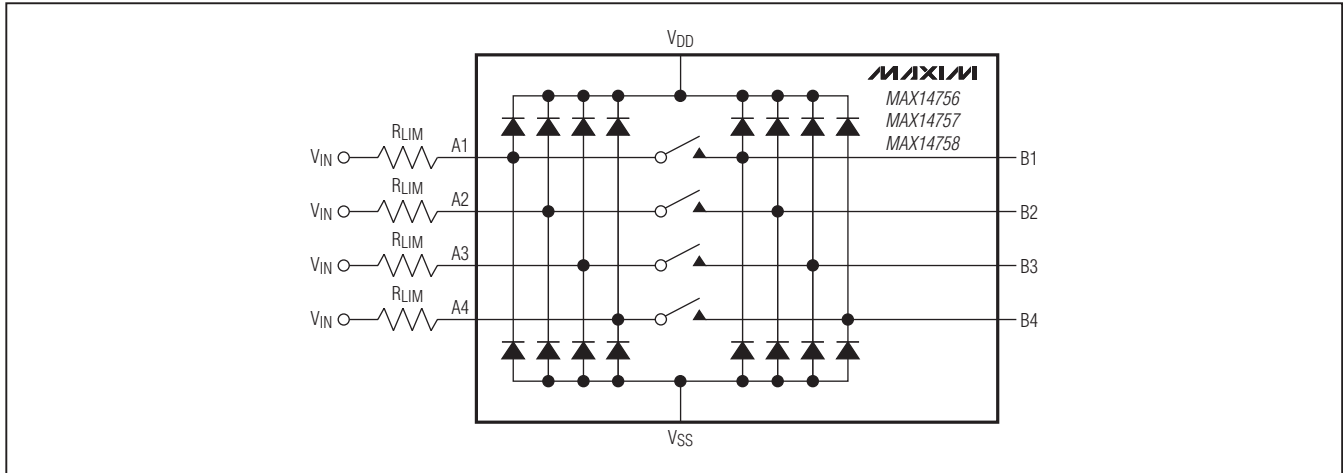 VDD
MAXIM
MAX14756
MAX14757
MAX14758
RLIM
VIN A1 B1
RLIM
VIN A2 B2
RLIM
VIN A3 B3
RLIM
VIN A4 B4
VSS